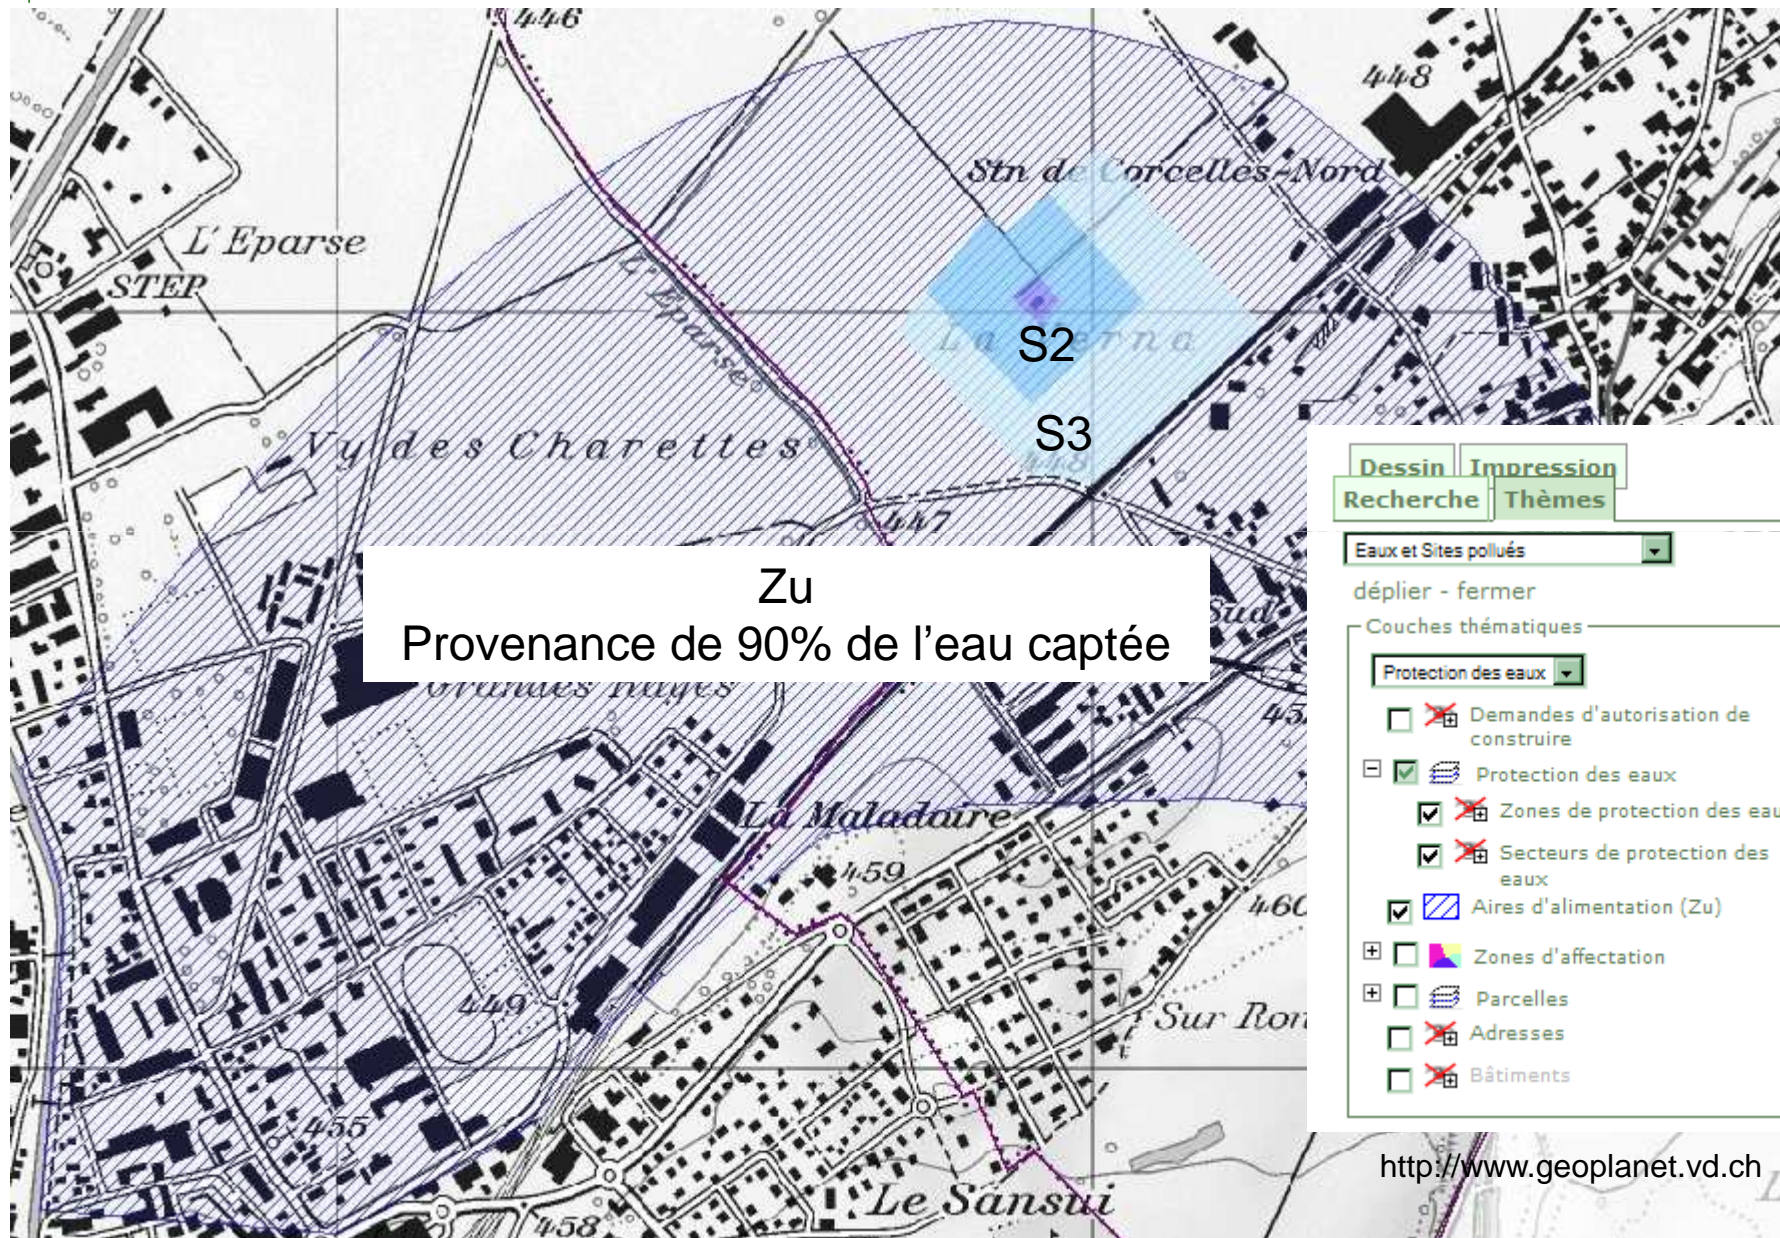 446
448
Stn de Corcelles-Nord
L'Eparse
STEP
L'Eparse
S2
S3
448
Vy des Charettes
447
Zu
Provenance de 90% de l'eau captée
Sud
Grandes Rayes
La Maladaire
459
460
449
Sur Ron
455
Le Sansui
458
Dessin
Impression
Recherche
Thèmes
Eaux et Sites pollués
déplier - fermer
Couches thématiques
Protection des eaux
Demandes d'autorisation de
construire
Protection des eaux
Zones de protection des eau
Secteurs de protection des
eaux
Aires d'alimentation (Zu)
Zones d'affectation
Parcelles
Adresses
Bâtiments
http://www.geoplanet.vd.ch